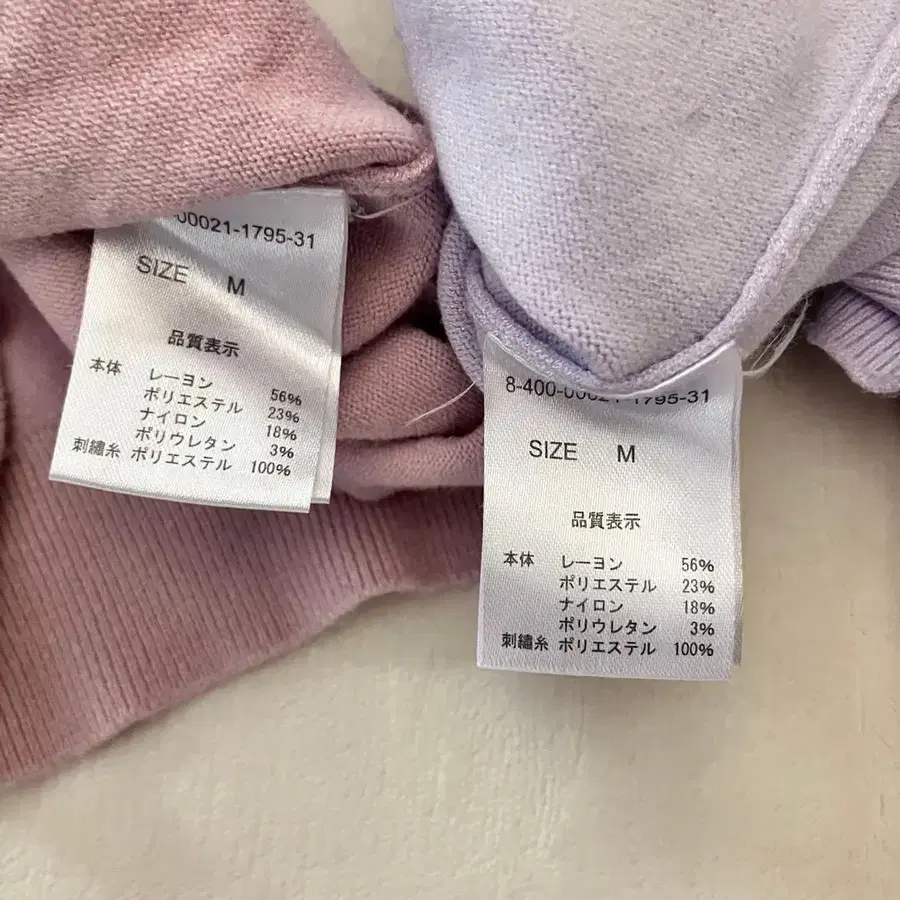 00021-1795-31
SIZE M
品質表示
本体 レーヨン 56%
ポリエステル 23%
ナイロン 18%
ポリウレタン 3%
刺繡糸 ポリエステル 100%
8-400-00021-1795-31
SIZE M
品質表示
本体 レーヨン 56%
ポリエステル 23%
ナイロン 18%
ポリウレタン 3%
刺繡糸 ポリエステル 100%